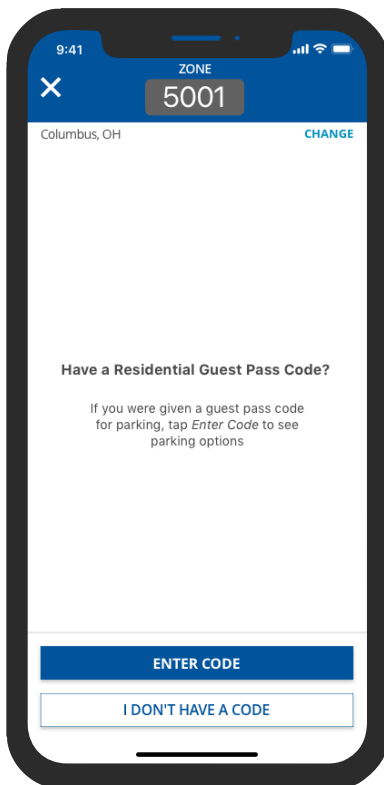 9:41
ZONE
5001
Columbus, OH
CHANGE
Have a Residential Guest Pass Code?
If you were given a guest pass code
for parking, tap Enter Code to see
parking options
ENTER CODE
I DON'T HAVE A CODE